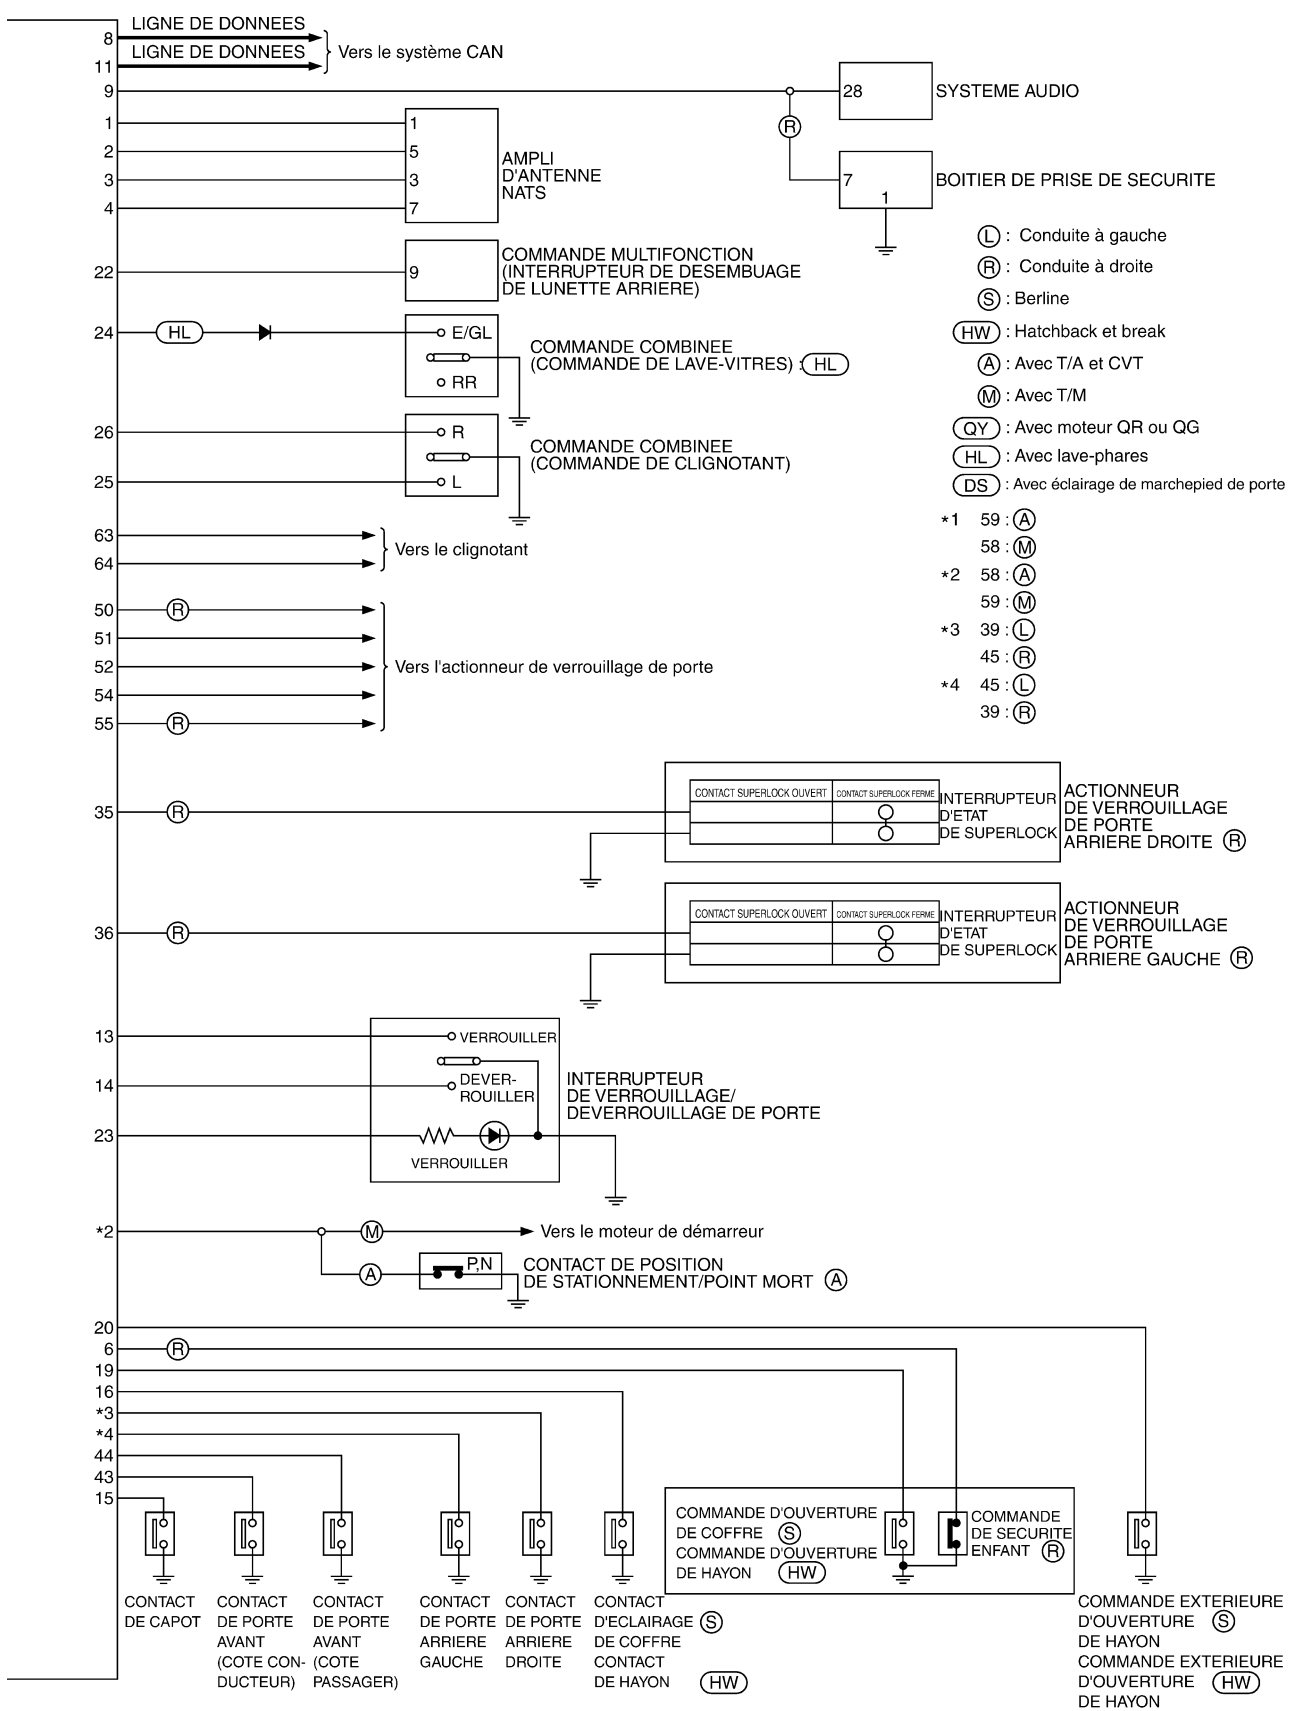 LIGNE DE DONNEES
8
LIGNE DE DONNEES
11
Vers le système CAN
9
28
SYSTEME AUDIO
R
7
1
BOITIER DE PRISE DE SECURITE
1
1
2
5
3
3
4
7
AMPLI
D'ANTENNE
NATS
22
9
COMMANDE MULTIFONCTION
(INTERRUPTEUR DE DESEMBUAGE
DE LUNETTE ARRIERE)
24
HL
E/GL
RR
COMMANDE COMBINEE
(COMMANDE DE LAVE-VITRES) : HL
26
R
25
L
COMMANDE COMBINEE
(COMMANDE DE CLIGNOTANT)
L : Conduite à gauche
R : Conduite à droite
S : Berline
HW : Hatchback et break
A : Avec T/A et CVT
M : Avec T/M
QY : Avec moteur QR ou QG
HL : Avec lave-phares
DS : Avec éclairage de marchepied de porte
*1 59 : A
58 : M
*2 58 : A
59 : M
*3 39 : L
45 : R
*4 45 : L
39 : R
63
64
Vers le clignotant
50 R
51
52
54
55 R
Vers l'actionneur de verrouillage de porte
35 R
CONTACT SUPERLOCK OUVERT CONTACT SUPERLOCK FERME
INTERRUPTEUR
D'ETAT
DE SUPERLOCK
ACTIONNEUR
DE VERROUILLAGE
DE PORTE
ARRIERE DROITE R
36 R
CONTACT SUPERLOCK OUVERT CONTACT SUPERLOCK FERME
INTERRUPTEUR
D'ETAT
DE SUPERLOCK
ACTIONNEUR
DE VERROUILLAGE
DE PORTE
ARRIERE GAUCHE R
13
VERROUILLER
14
DEVER-
ROUILLER
23
VERROUILLER
INTERRUPTEUR
DE VERROUILLAGE/
DEVERROUILLAGE DE PORTE
*2
M
Vers le moteur de démarreur
A
P,N
CONTACT DE POSITION
DE STATIONNEMENT/POINT MORT A
20
6 R
19
16
*3
*4
44
43
15
CONTACT
DE CAPOT
CONTACT
DE PORTE
AVANT
(COTE CON-
DUCTEUR)
CONTACT
DE PORTE
AVANT
(COTE
PASSAGER)
CONTACT
DE PORTE
ARRIERE
GAUCHE
CONTACT
DE PORTE
ARRIERE
DROITE
CONTACT
D'ECLAIRAGE S
DE COFFRE
CONTACT
DE HAYON HW
COMMANDE D'OUVERTURE
DE COFFRE S
COMMANDE D'OUVERTURE
DE HAYON HW
COMMANDE
DE SECURITE
ENFANT R
COMMANDE EXTERIEURE
D'OUVERTURE S
DE HAYON
COMMANDE EXTERIEURE
D'OUVERTURE HW
DE HAYON